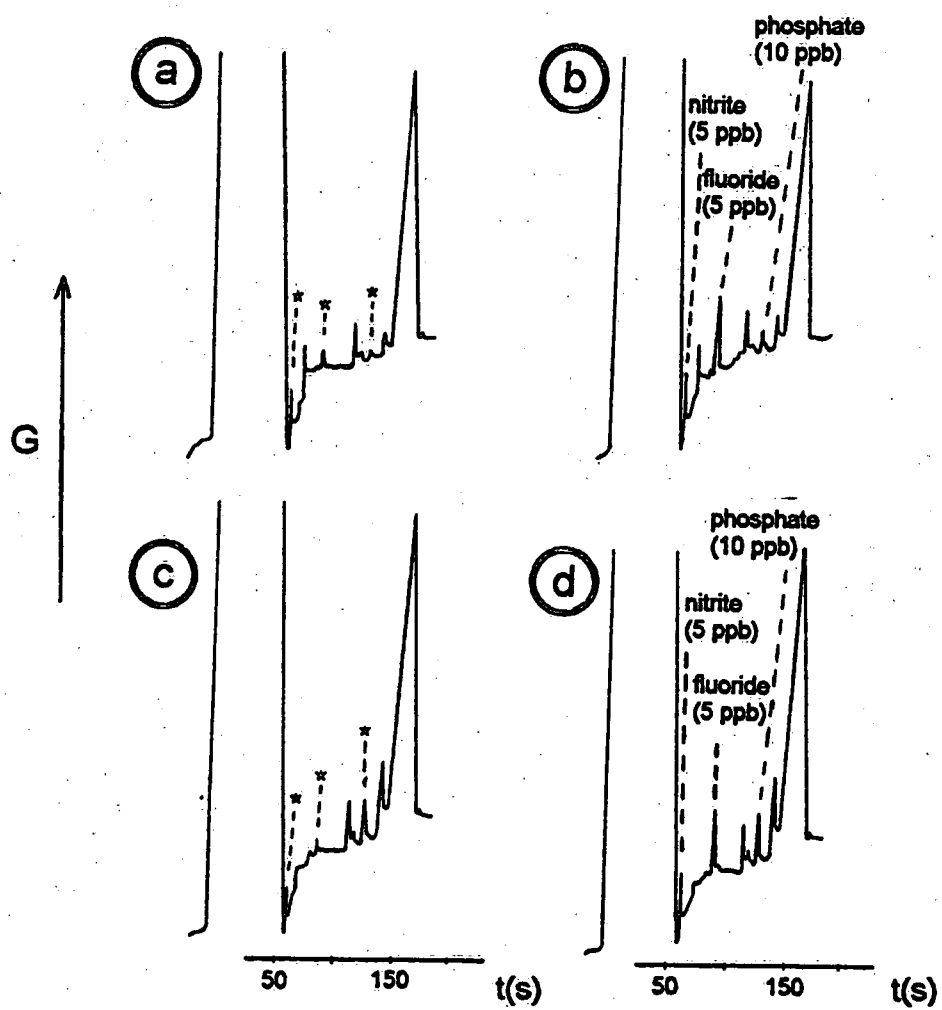 a
*
*
*
b
phosphate
(10 ppb)
nitrite
(5 ppb)
fluoride
(5 ppb)
G
c
*
*
*
50
150
t(s)
d
phosphate
(10 ppb)
nitrite
(5 ppb)
fluoride
(5 ppb)
50
150
t(s)